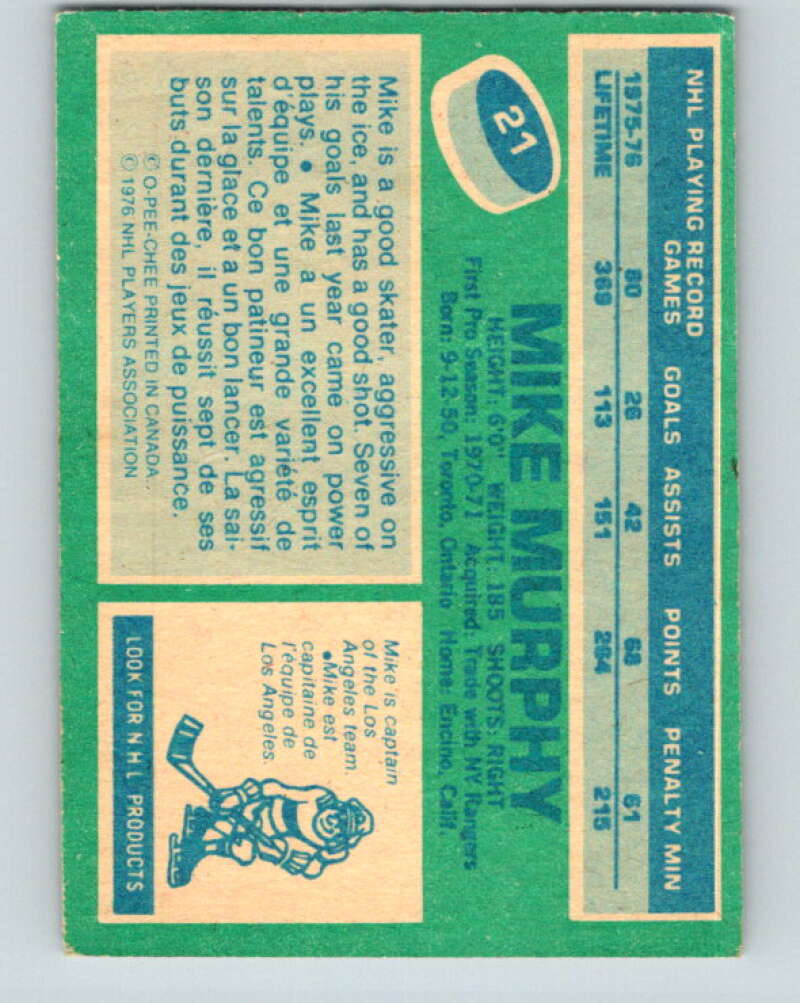 NHL PLAYING RECORD
GAMES GOALS ASSISTS POINTS PENALTY MIN
1975-76 80 26 42 68 61
LIFETIME 369 113 151 264 215
21
MIKE MURPHY
HEIGHT: 6'0" WEIGHT: 185 SHOOTS: RIGHT
First Pro Season: 1970-71 Acquired: Trade with NY Rangers
Born: 9-12-50, Toronto, Ontario Home: Encino, Calif.
Mike is a good skater, aggressive on
the ice, and has a good shot. Seven of
his goals last year came on power
plays. • Mike a un excellent esprit
d'équipe et une grande variété de
talents. Ce bon patineur est agressif
sur la glace et a un bon lancer. La sai-
son dernière, il réussit sept de ses
buts durant des jeux de puissance.
© O-PEE-CHEE PRINTED IN CANADA
© 1976 NHL PLAYERS ASSOCIATION
Mike is captain
of the Los
Angeles team.
•Mike est
capitaine de
l'équipe de
Los Angeles.
LOOK FOR NHL PRODUCTS